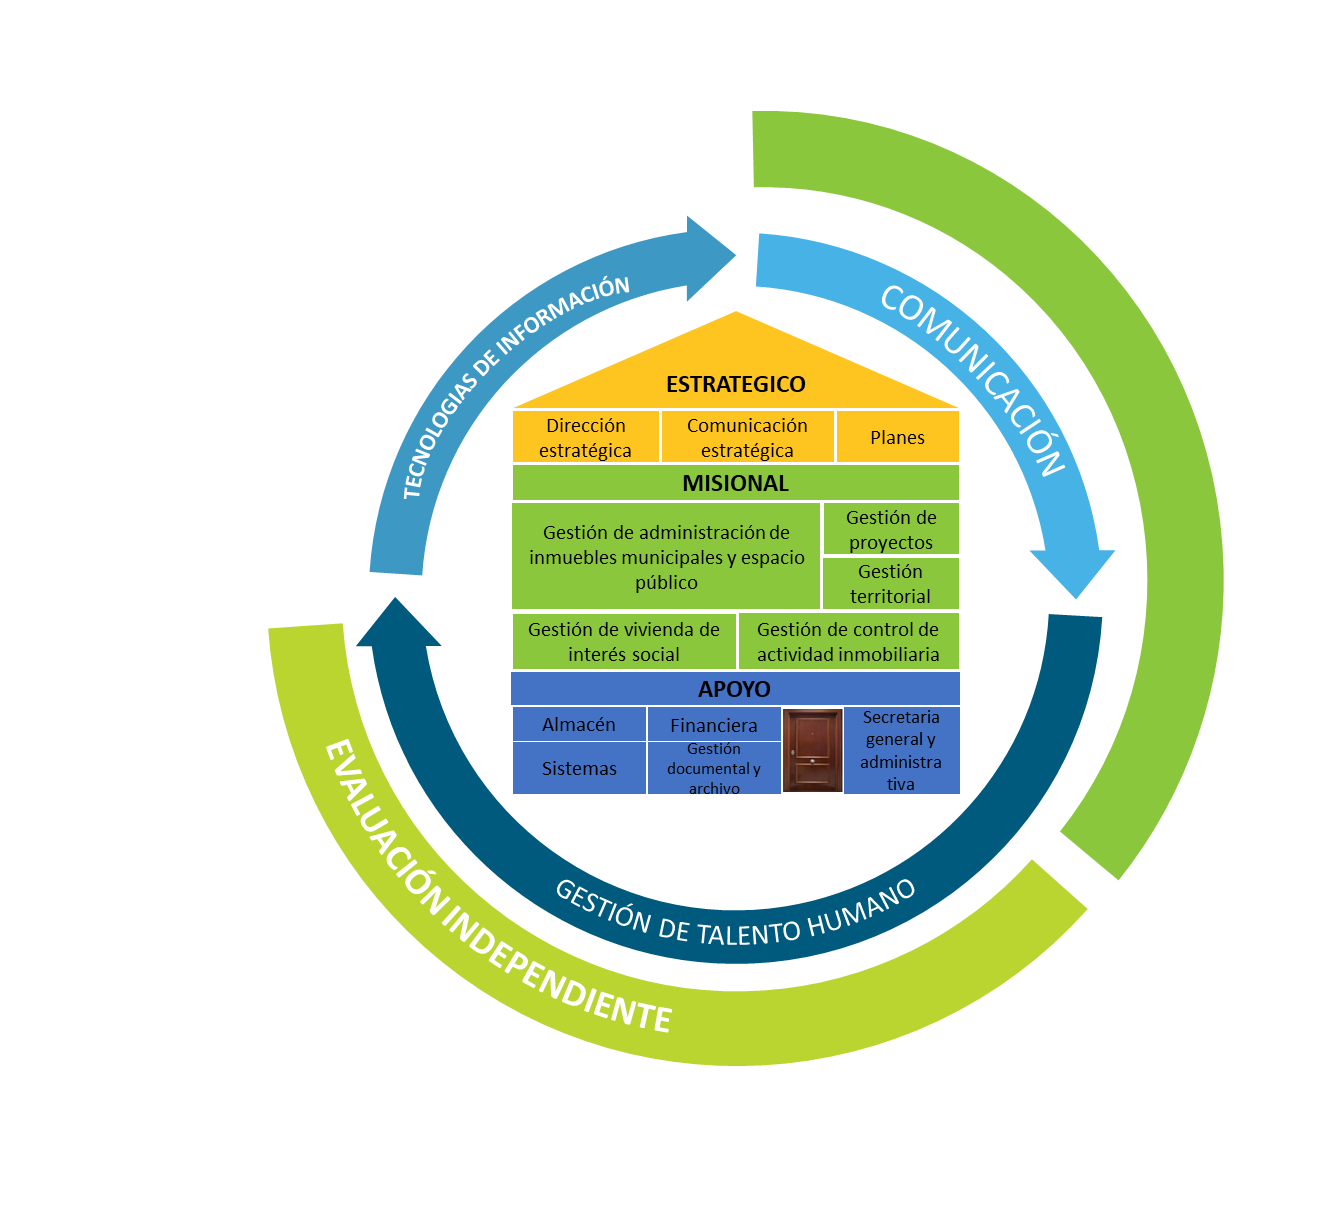 TECNOLOGIAS DE INFORMACIÓN
COMUNICACIÓN
ESTRATEGICO
Dirección
estratégica
Comunicación
estratégica
Planes
MISIONAL
Gestión de administración de
inmuebles municipales y espacio
público
Gestión de
proyectos
Gestión
territorial
Gestión de vivienda de
interés social
Gestión de control de
actividad inmobiliaria
APOYO
Almacén
Financiera
Secretaria
general y
administra
tiva
Sistemas
Gestión
documental y
archivo
GESTIÓN DE TALENTO HUMANO
EVALUACIÓN INDEPENDIENTE